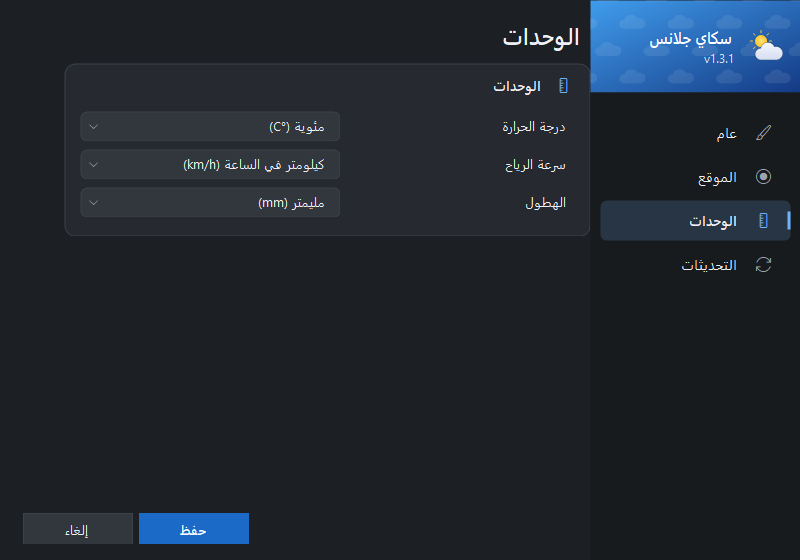 سكاي جلانس
v1.3.1
عام
الموقع
الوحدات
التحديثات
الوحدات
الوحدات
درجة الحرارة
مئوية (°C)
سرعة الرياح
كيلومتر في الساعة (km/h)
الهطول
مليمتر (mm)
حفظ
إلغاء